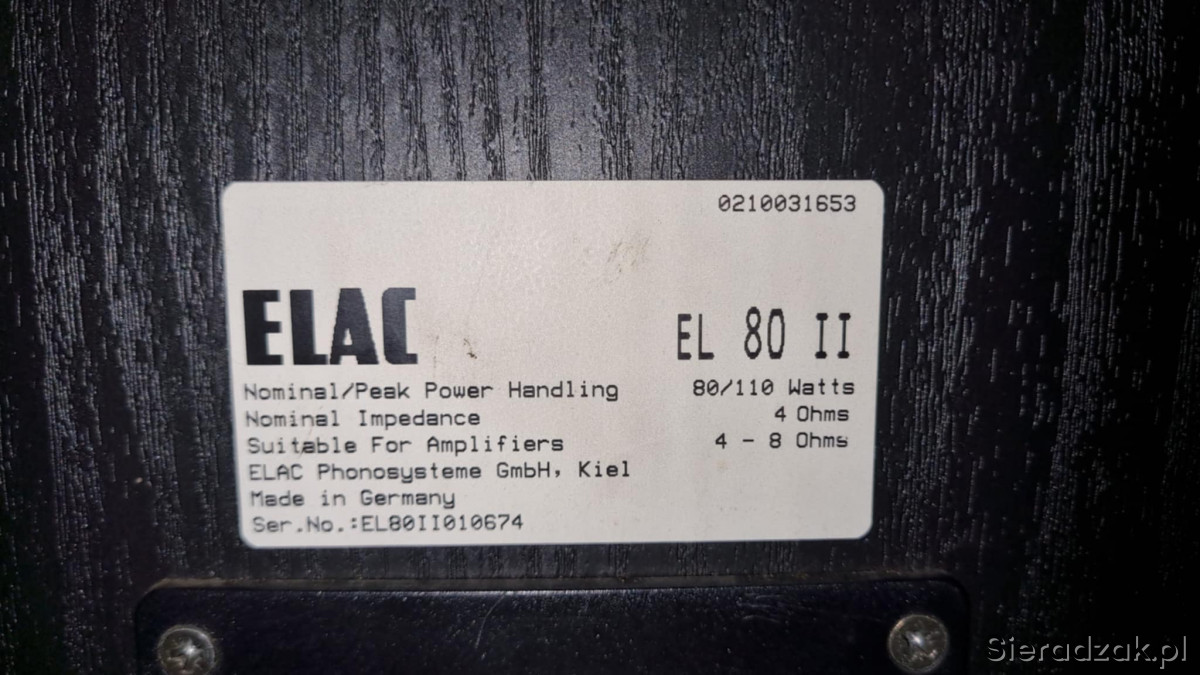 0210031653
ELAC EL 80 II
Nominal/Peak Power Handling 80/110 Watts
Nominal Impedance 4 Ohms
Suitable For Amplifiers 4 - 8 Ohms
ELAC Phonosysteme GmbH, Kiel
Made in Germany
Ser.No.:EL80II010674
Sieradzak.pl